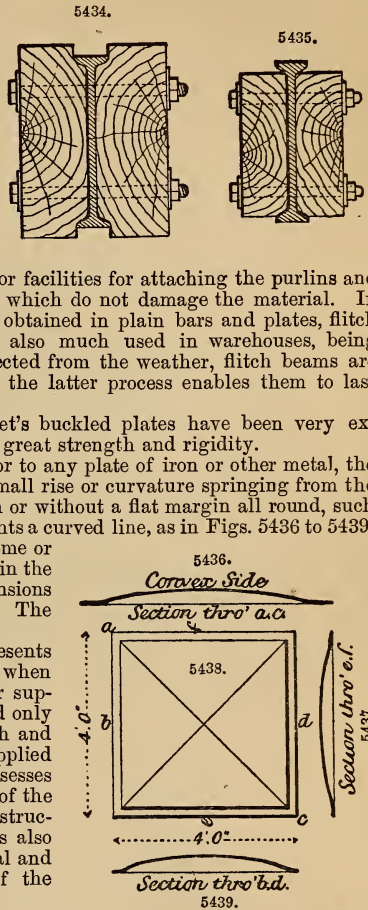 5434.
5435.
or facilities for attaching the purlins and
which do not damage the material. I
obtained in plain bars and plates, flitch
also much used in warehouses, being
ected from the weather, flitch beams ar
the latter process enables them to las
et's buckled plates have been very ex
great strength and rigidity.
or to any plate of iron or other metal, the
mall rise or curvature springing from the
or without a flat margin all round, such
nts a curved line, as in Figs. 5436 to 5439
me or
in the
nsions
The
esents
when
r sup-
d only
h and
pplied
sesses
of the
struc-
s also
al and
f the
5436.
Convex Side
Section thro' a.c.
a
f
5438.
b
d
4'.0"
e
c
4'.0"
Section thro' e.f.
5437
Section thro' b.d.
5439.